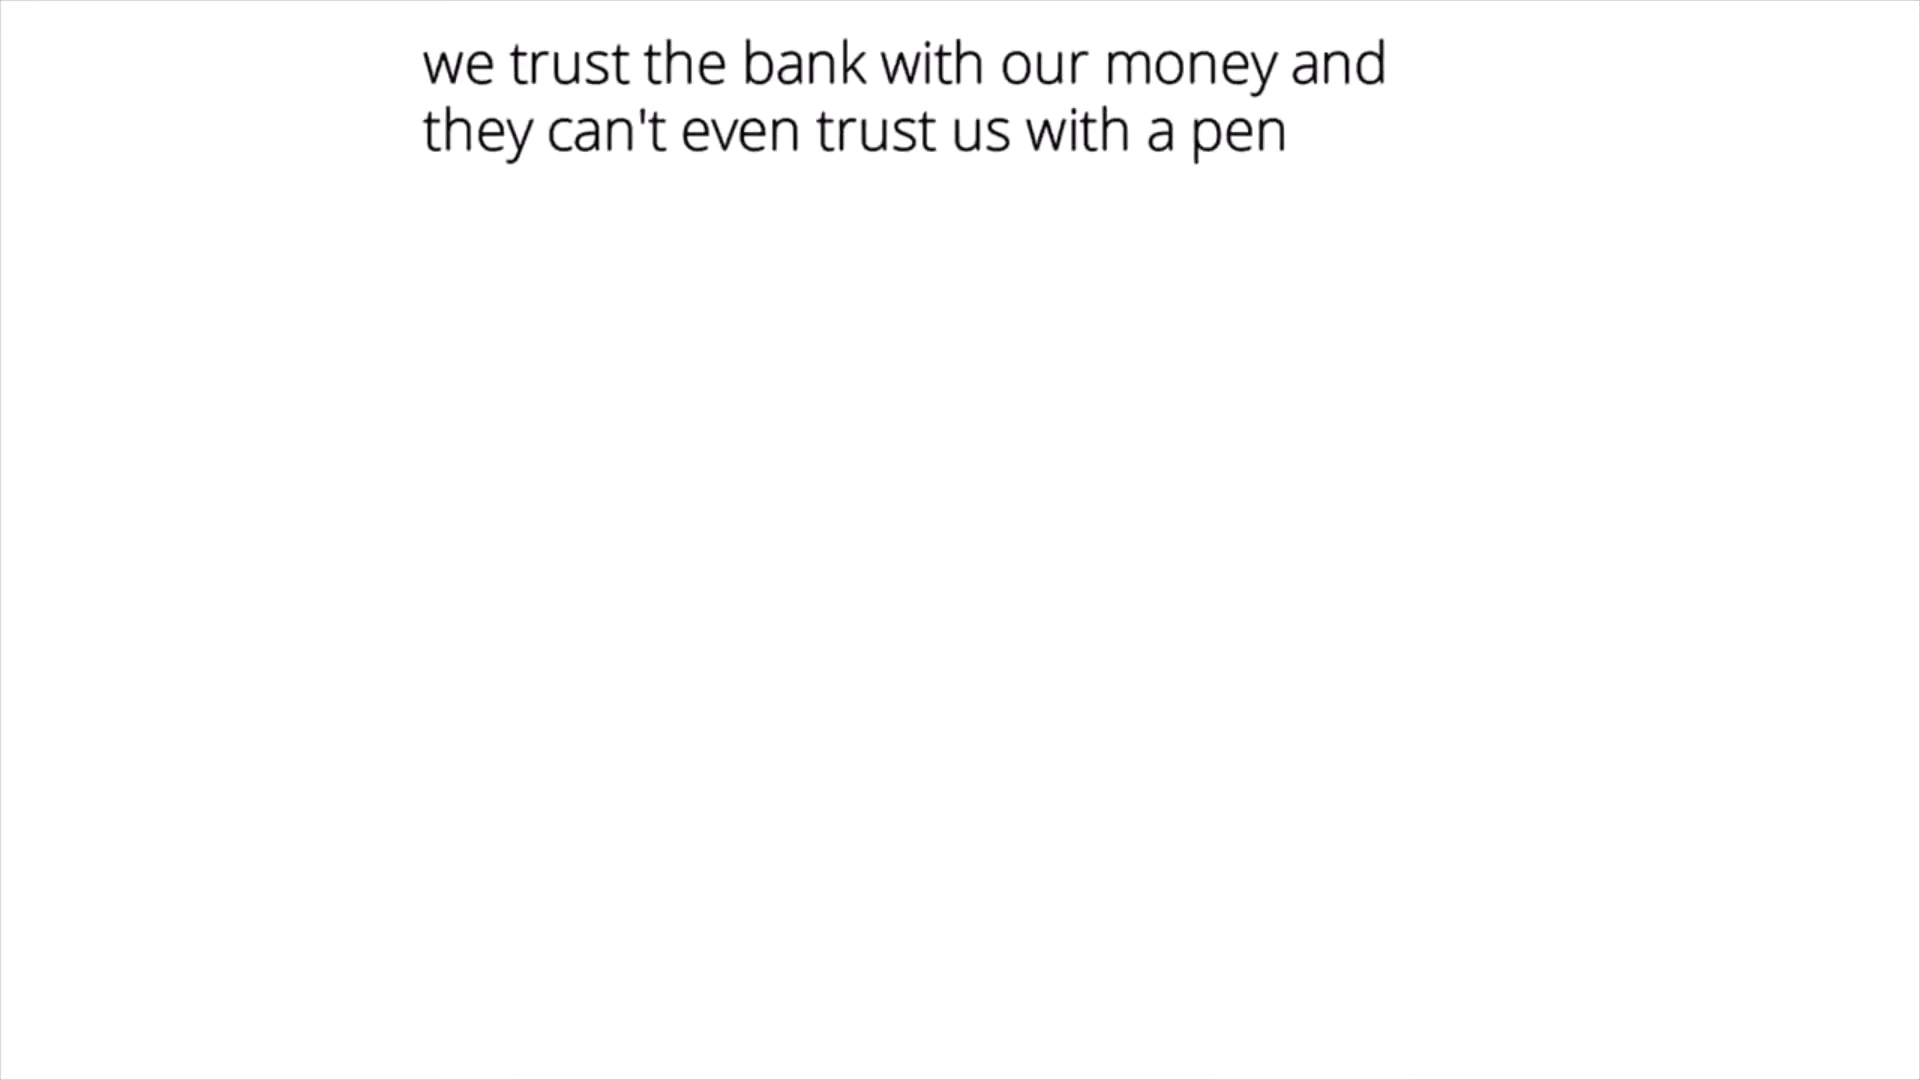 we trust the bank with our money and
they can't even trust us with a pen